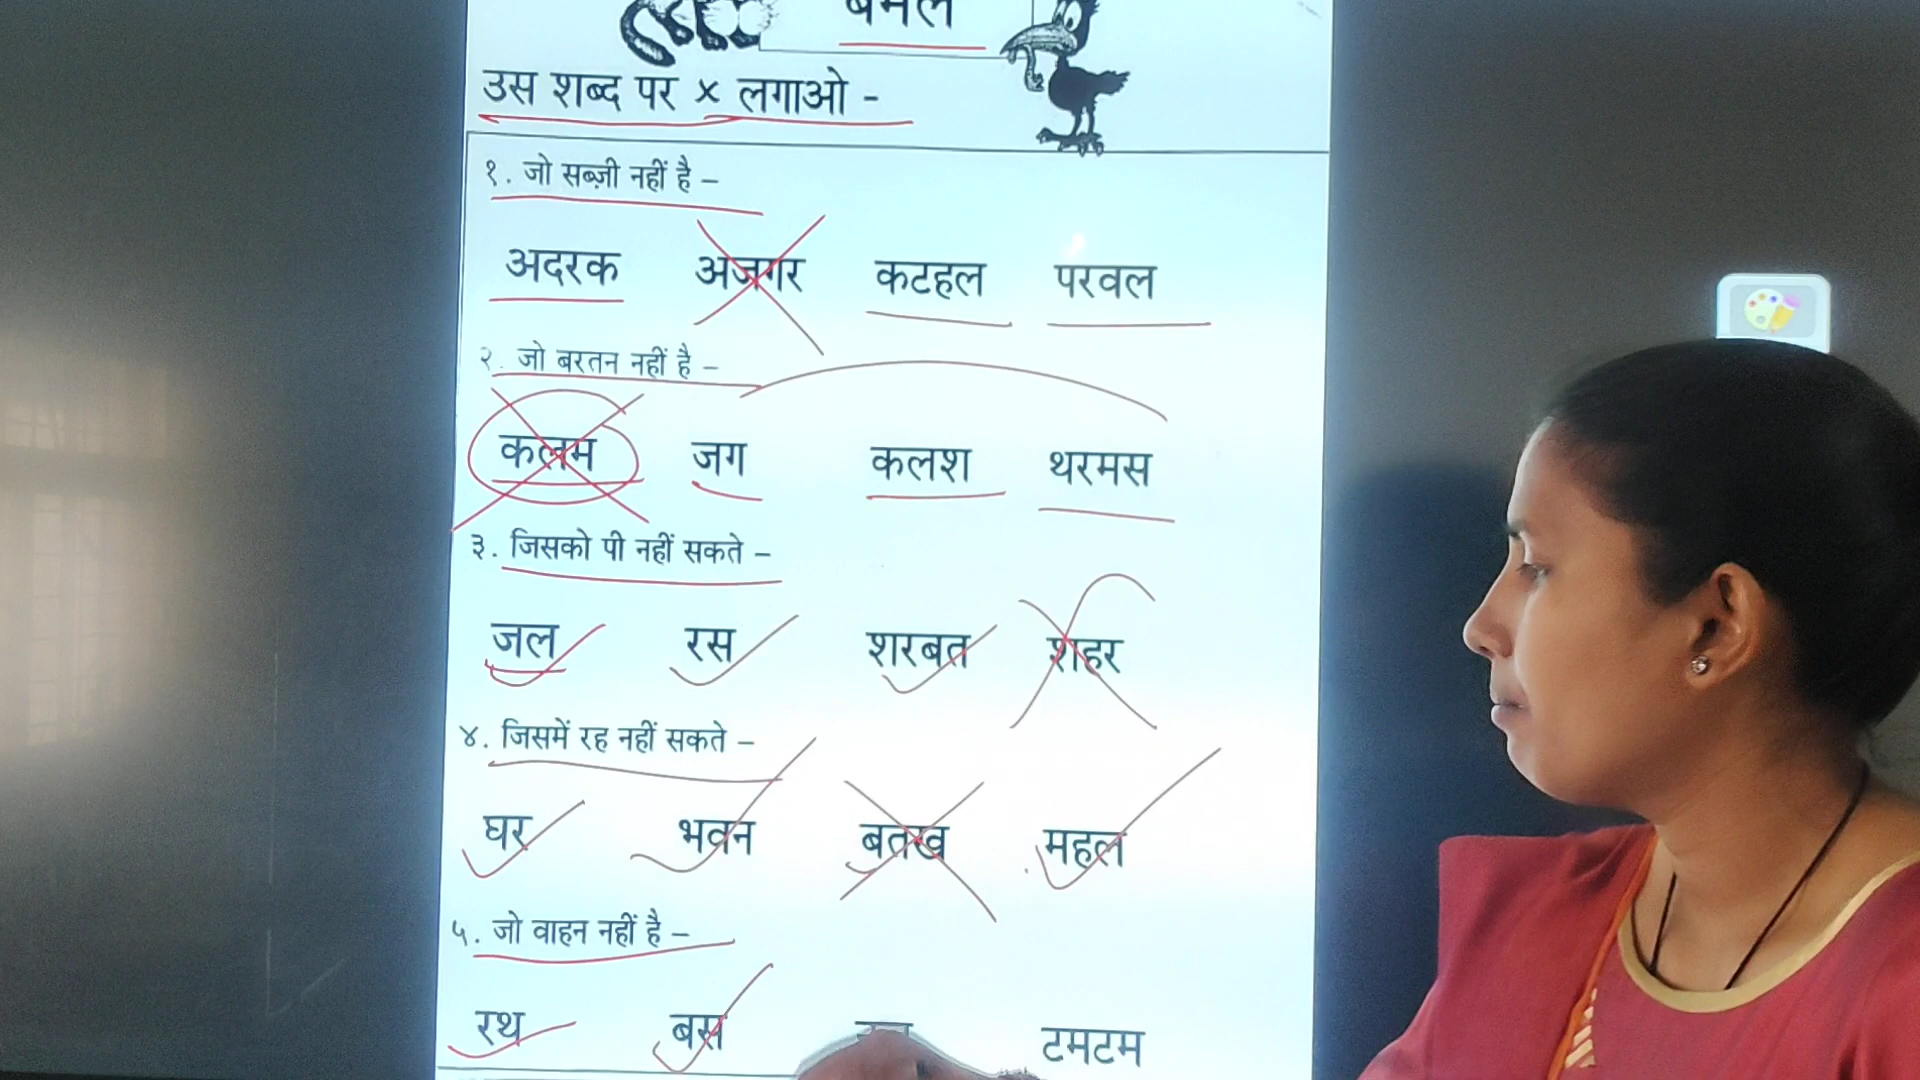 बेमेल
उस शब्द पर × लगाओ -
१. जो सब्ज़ी नहीं है –
अदरक अजगर कटहल परवल
२. जो बरतन नहीं है –
कलम जग कलश थरमस
३. जिसको पी नहीं सकते –
जल रस शरबत शहर
४. जिसमें रह नहीं सकते –
घर भवन बतख महल
५. जो वाहन नहीं है –
रथ बस टमटम